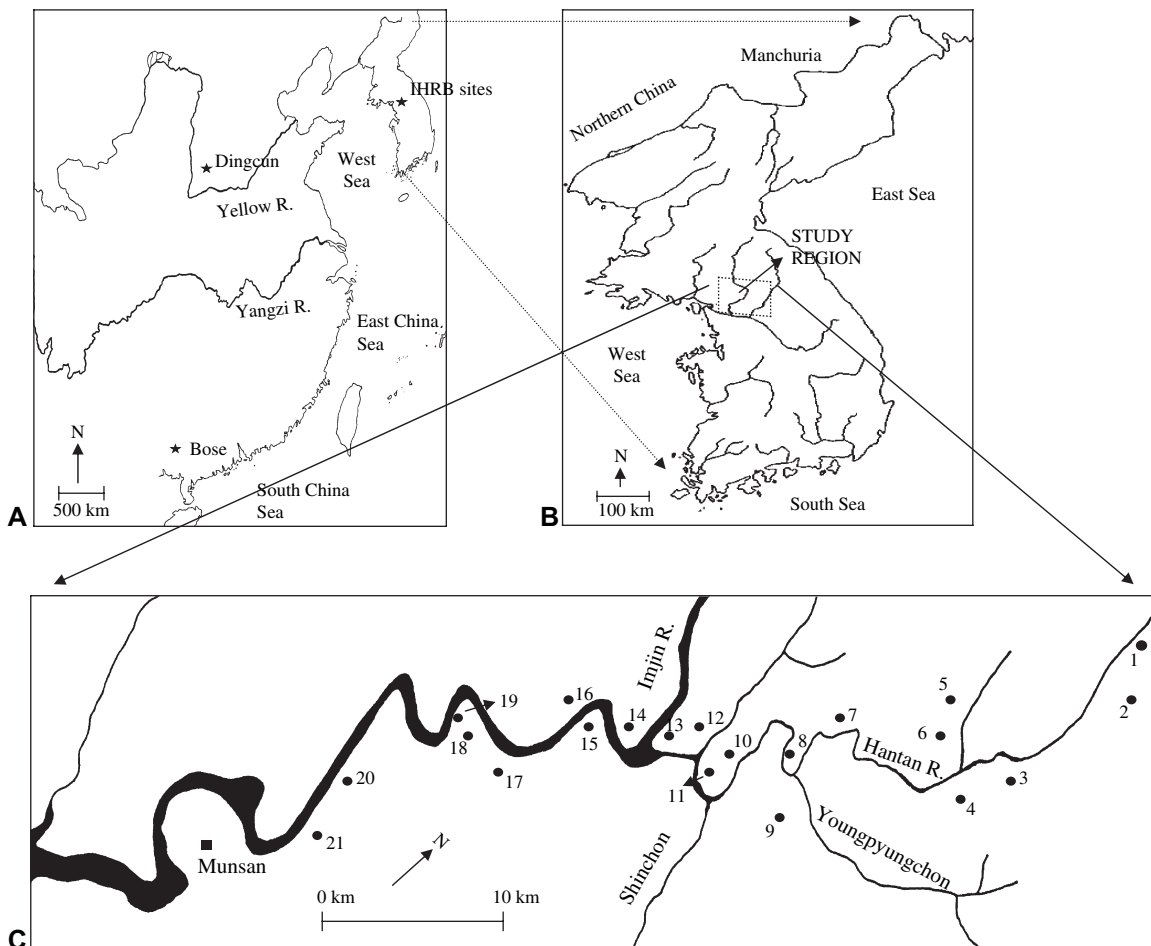 IHRB sites
Dingcun
West
Sea
Yellow R.
Yangzi R.
East China
Sea
N
Bose
500 km
South China
Sea
A
Manchuria
Northern China
East Sea
STUDY
REGION
West
Sea
N
100 km
South Sea
B
Imjin R.
1
2
3
4
5
6
7
8
9
10
11
12
13
14
15
16
17
18
19
20
21
Hantan R.
Youngpyungchon
Shinchon
Munsan
N
0 km
10 km
C